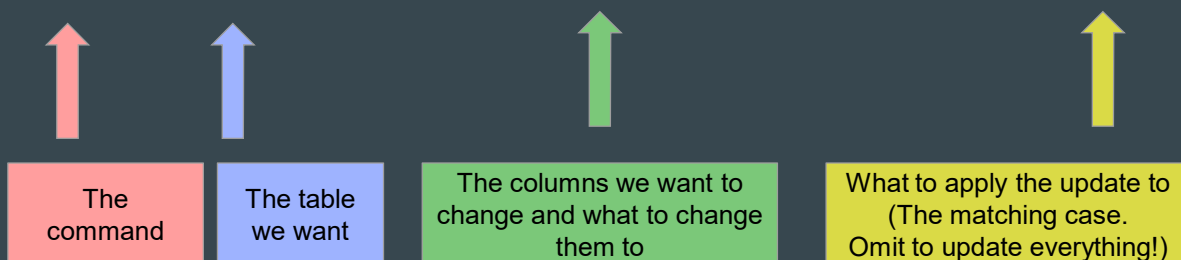 The
command
The table
we want
The columns we want to
change and what to change
them to
What to apply the update to
(The matching case.
Omit to update everything!)